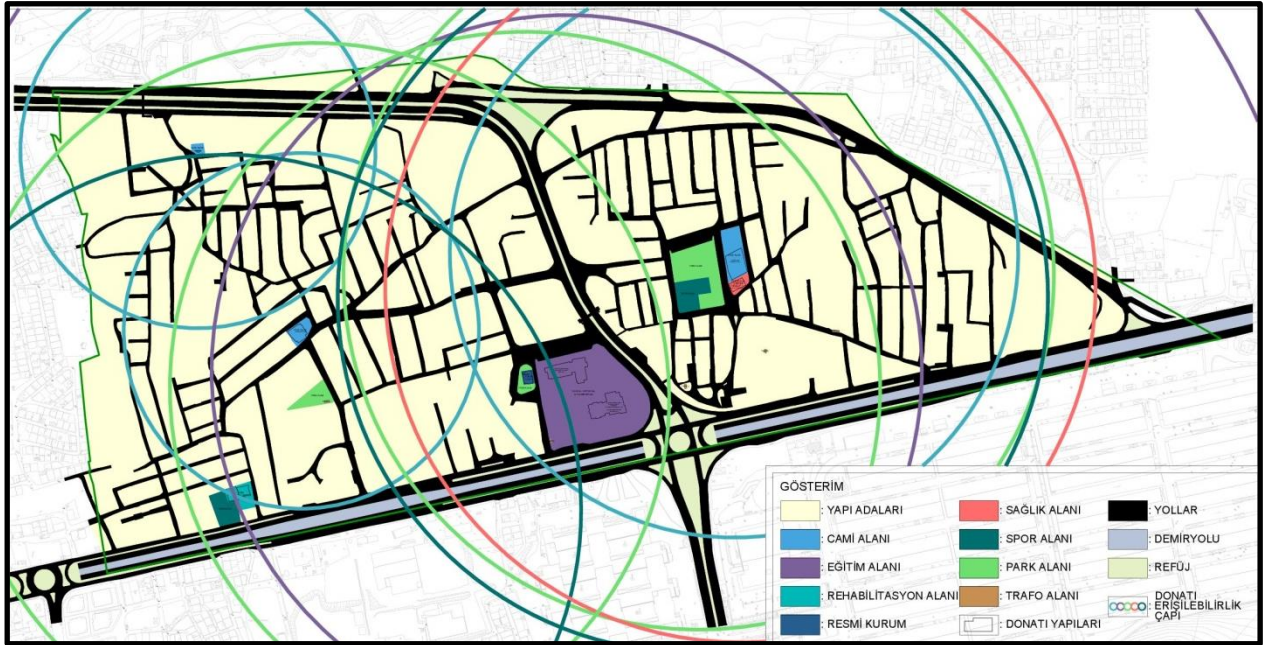 GÖSTERİM
: YAPI ADALARI
: CAMİ ALANI
: EĞİTİM ALANI
: REHABİLİTASYON ALANI
: RESMİ KURUM
: SAĞLIK ALANI
: SPOR ALANI
: PARK ALANI
: TRAFO ALANI
: DONATI YAPILARI
: YOLLAR
: DEMİRYOLU
: REFÜJ
DONATI
: ERİŞİLEBİLİRLİK
ÇAPI